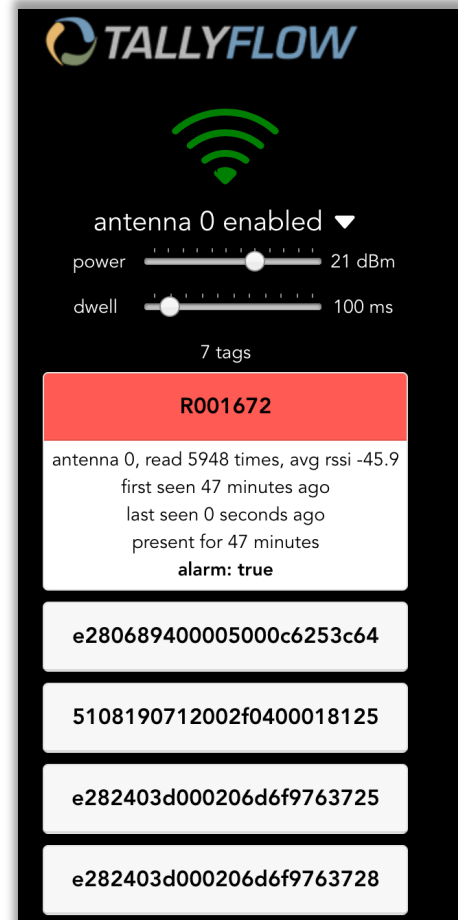 TALLYFLOW
antenna 0 enabled
power 21 dBm
dwell 100 ms
7 tags
R001672
antenna 0, read 5948 times, avg rssi -45.9
first seen 47 minutes ago
last seen 0 seconds ago
present for 47 minutes
alarm: true
e280689400005000c6253c64
5108190712002f0400018125
e282403d000206d6f9763725
e282403d000206d6f9763728